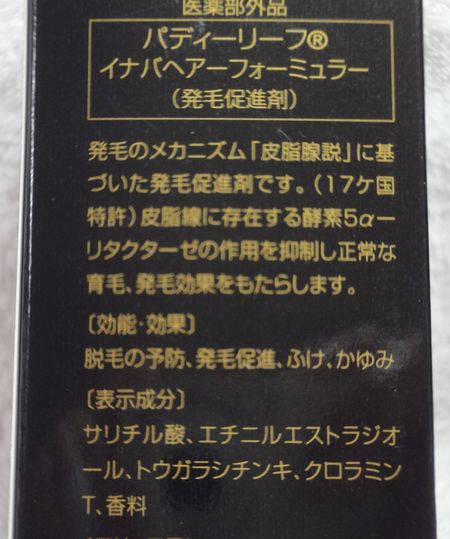 医薬部外品
パディーリーフ®
イナバヘアーフォーミュラー
（発毛促進剤）
発毛のメカニズム「皮脂腺説」に基
づいた発毛促進剤です。（17ケ国
特許）皮脂線に存在する酵素5α－
リタクターゼの作用を抑制し正常な
育毛、発毛効果をもたらします。
〔効能・効果〕
脱毛の予防、発毛促進、ふけ、かゆみ
〔表示成分〕
サリチル酸、エチニルエストラジオ
ール、トウガラシチンキ、クロラミン
T、香料